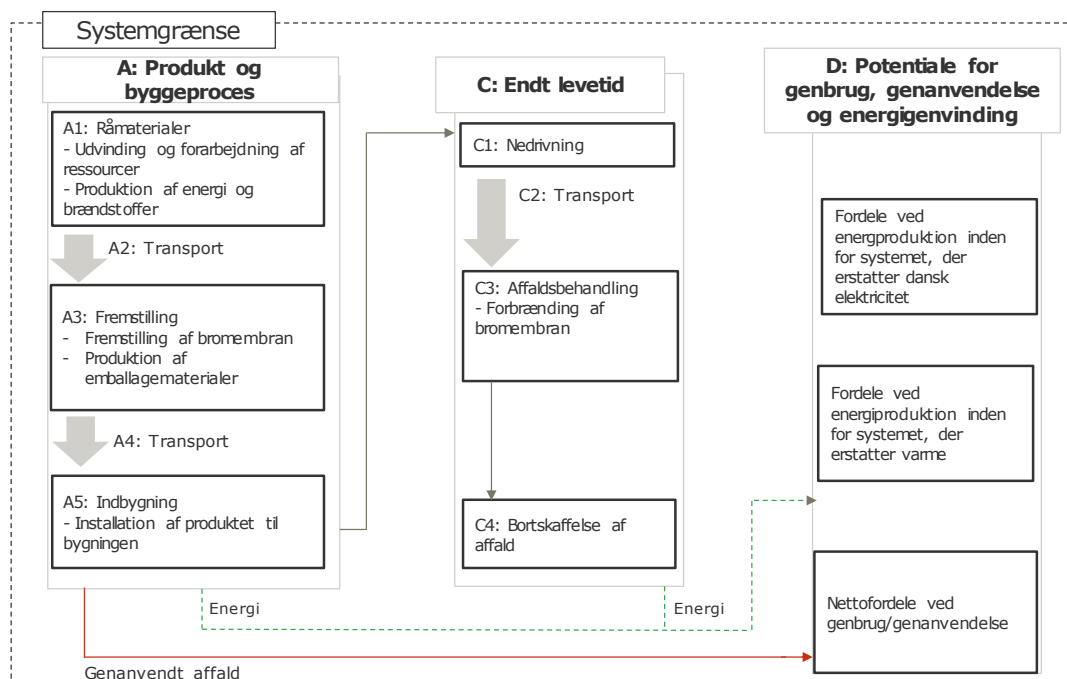 Systemgrænse
A: Produkt og
byggeproces
A1: Råmaterialer
- Udvinding og forarbejdning af
ressourcer
- Produktion af energi og
brændstoffer
A2: Transport
A3: Fremstilling
- Fremstilling af bromembran
- Produktion af
emballagematerialer
A4: Transport
A5: Indbygning
- Installation af produktet til
bygningen
C: Endt levetid
C1: Nedrivning
C2: Transport
C3: Affaldsbehandling
- Forbrænding af
bromembran
C4: Bortskaffelse af
affald
D: Potentiale for
genbrug, genanvendelse
og energigenvinding
Fordele ved
energproduktion inden
for systemet, der
erstatter dansk
elektricitet
Fordele ved
energiproduktion inden
for systemet, der
erstatter varme
Nettofordele ved
genbrug/genanvendelse
Energi
Energi
Genanvendt affald